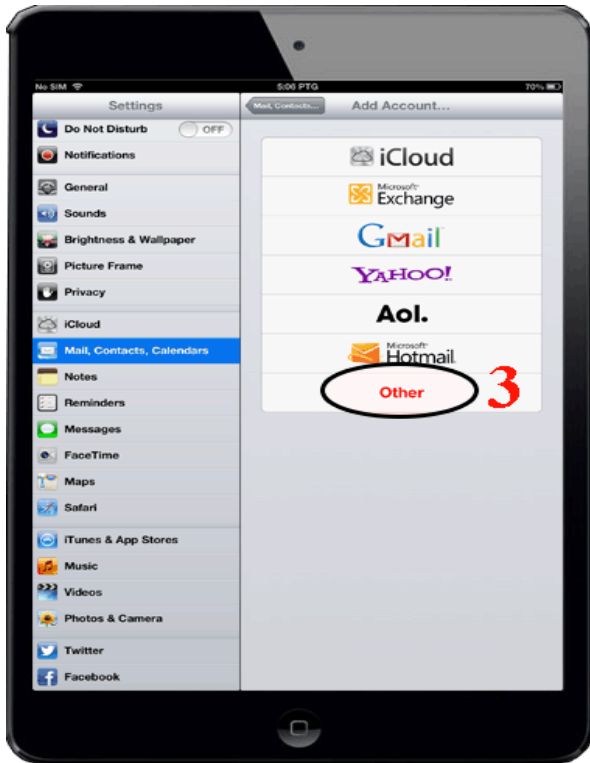 No SIM 5:06 PTG 70%
Settings
Do Not Disturb OFF
Notifications
General
Sounds
Brightness & Wallpaper
Picture Frame
Privacy
iCloud
Mail, Contacts, Calendars
Notes
Reminders
Messages
FaceTime
Maps
Safari
iTunes & App Stores
Music
Videos
Photos & Camera
Twitter
Facebook
Mail, Contacts... Add Account...
iCloud
Microsoft
Exchange
Gmail
YAHOO!
Aol.
Microsoft
Hotmail
Other 3